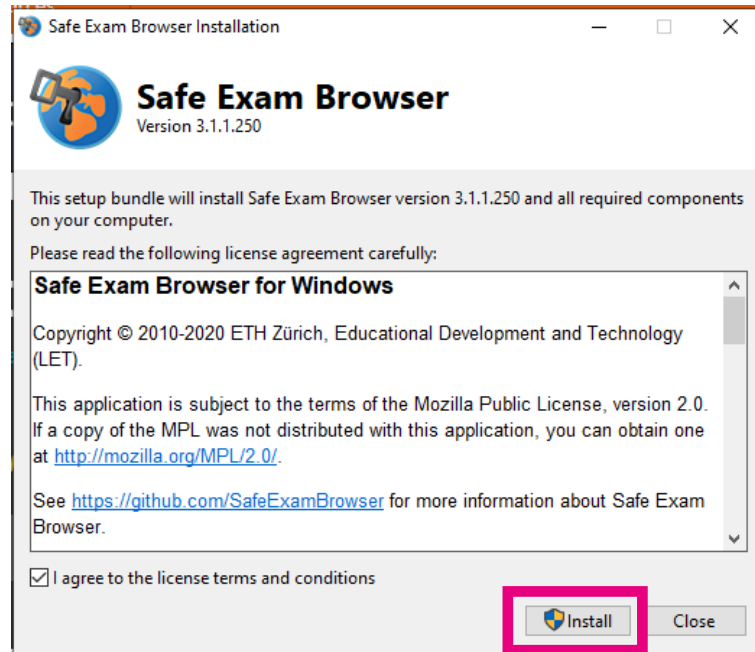 Safe Exam Browser Installation
Safe Exam Browser
Version 3.1.1.250
This setup bundle will install Safe Exam Browser version 3.1.1.250 and all required components
on your computer.
Please read the following license agreement carefully:
Safe Exam Browser for Windows
Copyright © 2010-2020 ETH Zürich, Educational Development and Technology
(LET).
This application is subject to the terms of the Mozilla Public License, version 2.0.
If a copy of the MPL was not distributed with this application, you can obtain one
at http://mozilla.org/MPL/2.0/.
See https://github.com/SafeExamBrowser for more information about Safe Exam
Browser.
I agree to the license terms and conditions
Install
Close